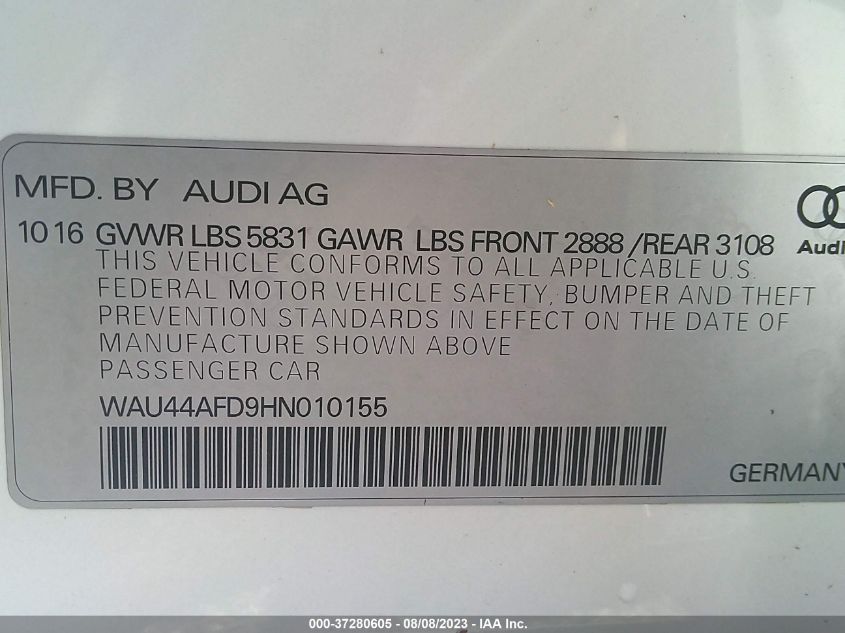 MFD. BY AUDI AG
10 16 GVWR LBS 5831 GAWR LBS FRONT 2888 /REAR 3108
Audi
THIS VEHICLE CONFORMS TO ALL APPLICABLE U.S.
FEDERAL MOTOR VEHICLE SAFETY, BUMPER AND THEFT
PREVENTION STANDARDS IN EFFECT ON THE DATE OF
MANUFACTURE SHOWN ABOVE
PASSENGER CAR
WAU44AFD9HN010155
GERMANY
000-37280605 - 08/08/2023 - IAA Inc.